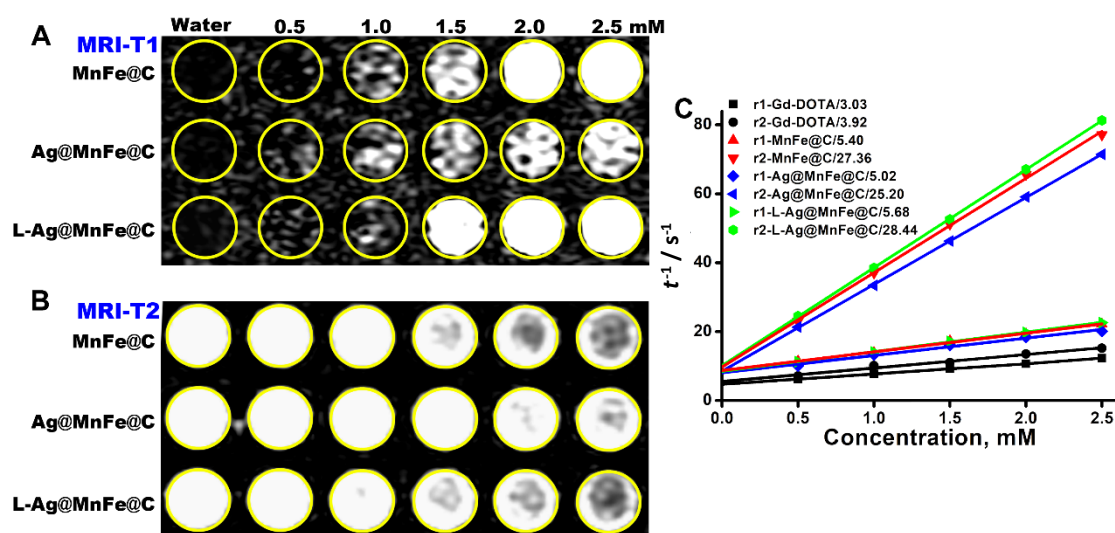 A
MRI-T1
Water 0.5 1.0 1.5 2.0 2.5 mM
MnFe@C
Ag@MnFe@C
L-Ag@MnFe@C
B
MRI-T2
MnFe@C
Ag@MnFe@C
L-Ag@MnFe@C
C
r1-Gd-DOTA/3.03
r2-Gd-DOTA/3.92
r1-MnFe@C/5.40
r2-MnFe@C/27.36
r1-Ag@MnFe@C/5.02
r2-Ag@MnFe@C/25.20
r1-L-Ag@MnFe@C/5.68
r2-L-Ag@MnFe@C/28.44
t⁻¹ / s⁻¹
80
60
40
20
0
0.0 0.5 1.0 1.5 2.0 2.5
Concentration, mM